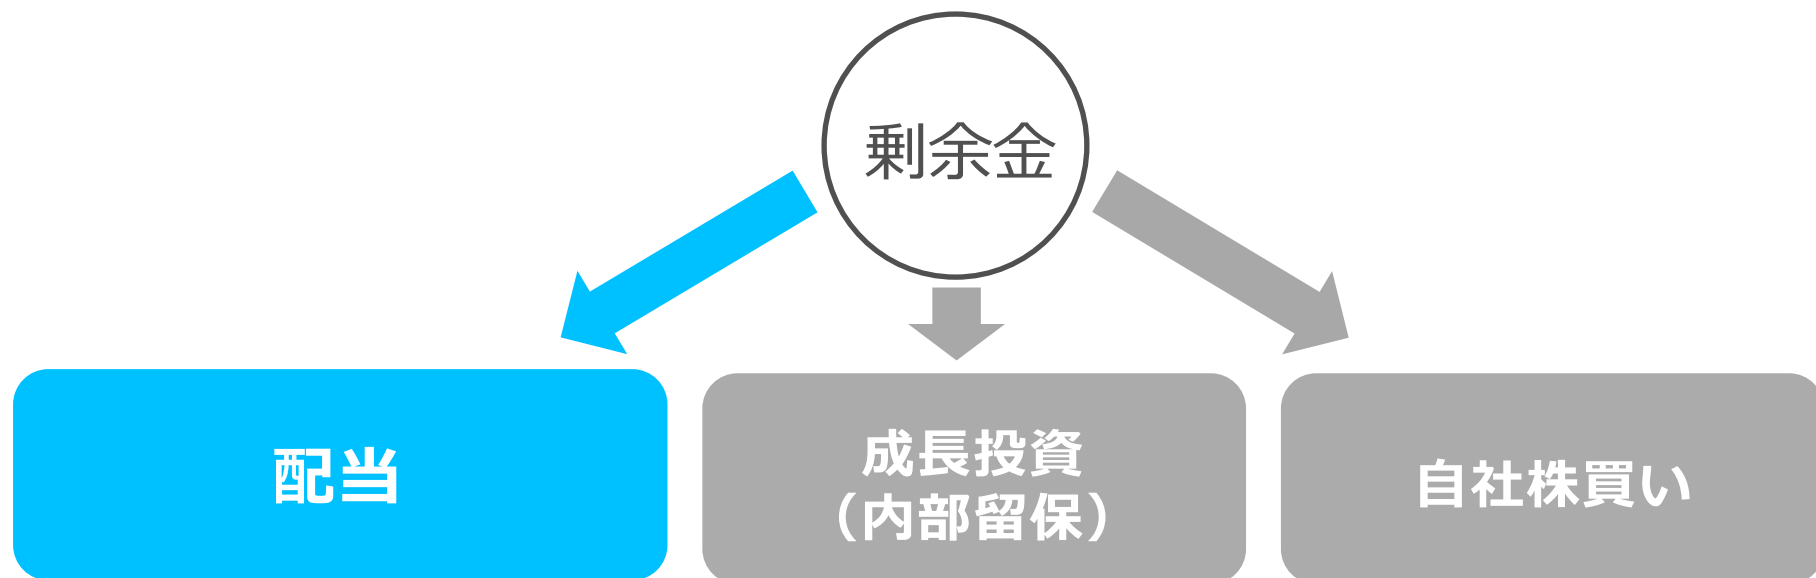 剰余金
配当
成長投資
（内部留保）
自社株買い